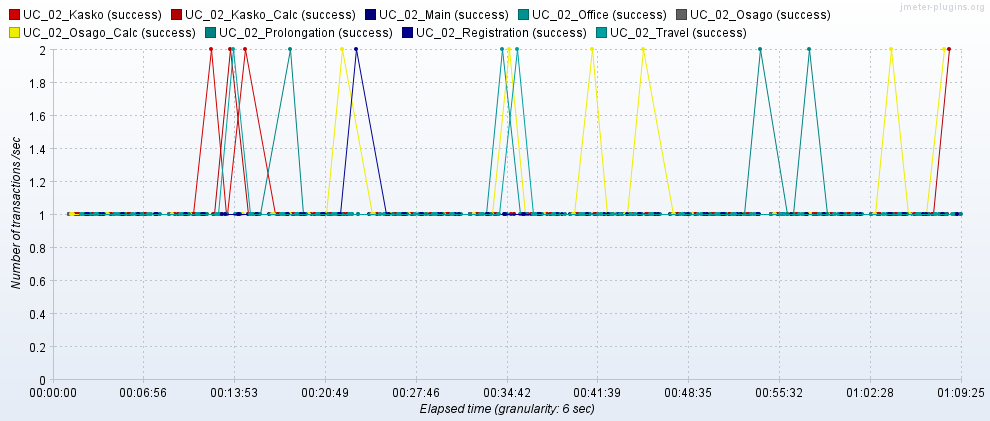 jmeter-plugins.org
UC_02_Kasko (success) UC_02_Kasko_Calc (success) UC_02_Main (success) UC_02_Office (success) UC_02_Osago (success)
UC_02_Osago_Calc (success) UC_02_Prolongation (success) UC_02_Registration (success) UC_02_Travel (success)
Number of transactions /sec
2
1.8
1.6
1.4
1.2
1
0.8
0.6
0.4
0.2
0
00:00:00 00:06:56 00:13:53 00:20:49 00:27:46 00:34:42 00:41:39 00:48:35 00:55:32 01:02:28 01:09:25
Elapsed time (granularity: 6 sec)